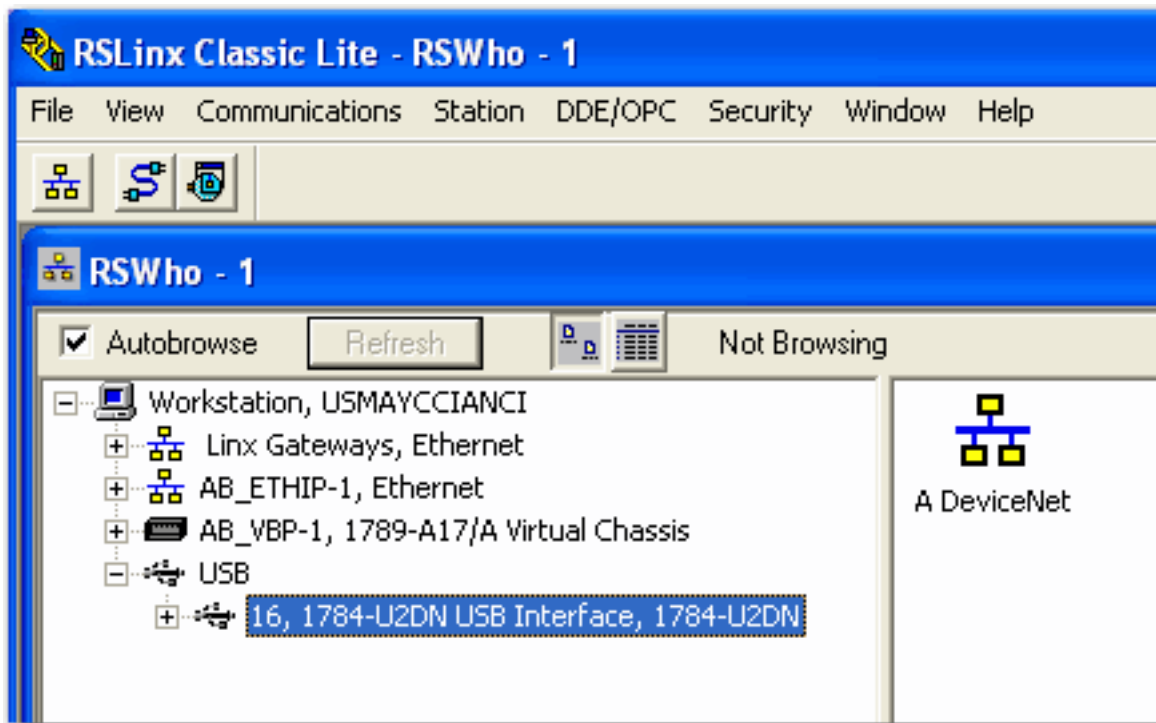 RSLinx Classic Lite - RSWho - 1
File View Communications Station DDE/OPC Security Window Help
RSWho - 1
Autobrowse Refresh Not Browsing
Workstation, USMAYCCIANCI
Linx Gateways, Ethernet
AB_ETHIP-1, Ethernet
AB_VBP-1, 1789-A17/A Virtual Chassis
USB
16, 1784-U2DN USB Interface, 1784-U2DN
A DeviceNet